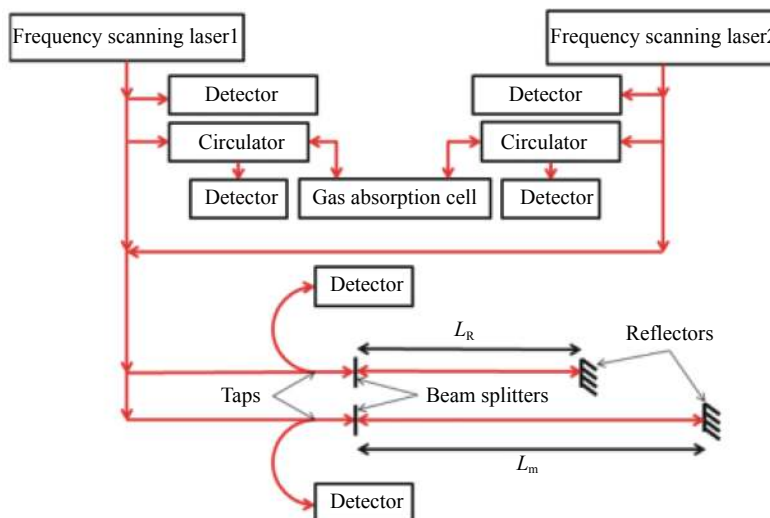 Frequency scanning laser1
Frequency scanning laser2
Detector
Detector
Circulator
Circulator
Detector
Gas absorption cell
Detector
Detector
L_R
Reflectors
Taps
Beam splitters
L_m
Detector